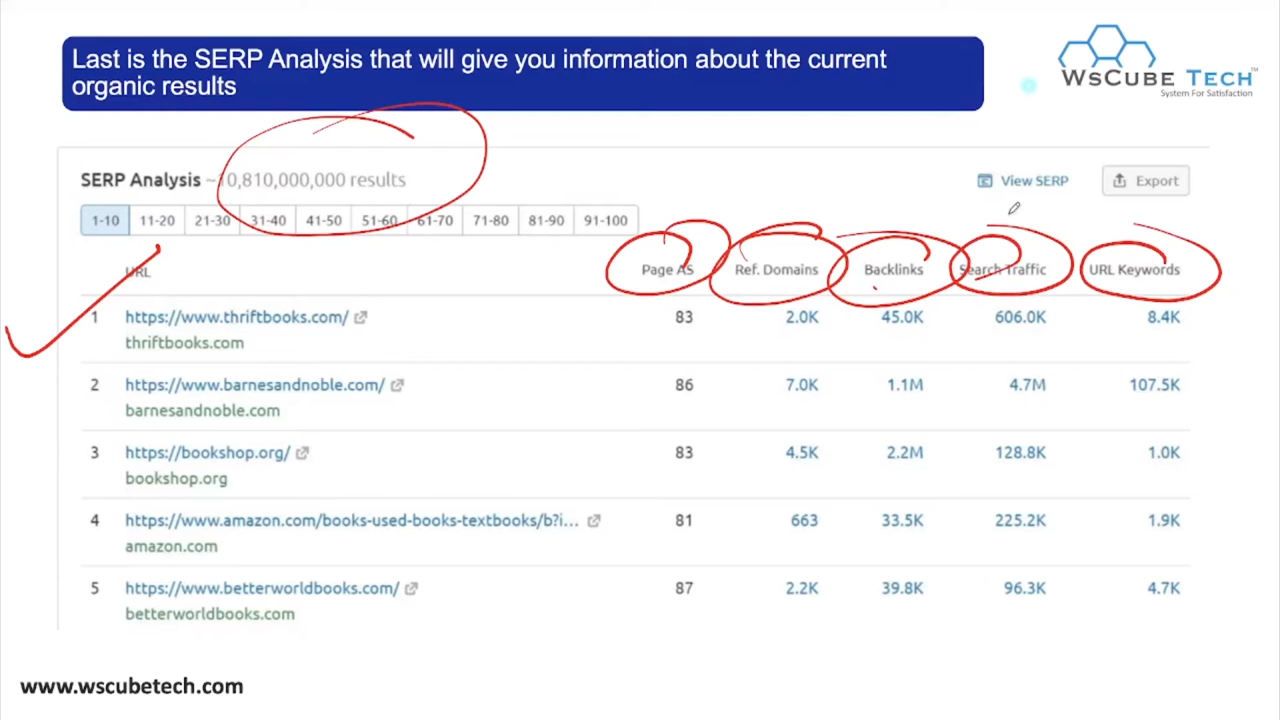 Last is the SERP Analysis that will give you information about the current
organic results
WSCUBE TECH™
System For Satisfaction
SERP Analysis ~10,810,000,000 results
View SERP
Export
1-10 11-20 21-30 31-40 41-50 51-60 61-70 71-80 81-90 91-100
URL Page AS Ref. Domains Backlinks Search Traffic URL Keywords
1 https://www.thriftbooks.com/ 83 2.0K 45.0K 606.0K 8.4K
thriftbooks.com
2 https://www.barnesandnoble.com/ 86 7.0K 1.1M 4.7M 107.5K
barnesandnoble.com
3 https://bookshop.org/ 83 4.5K 2.2M 128.8K 1.0K
bookshop.org
4 https://www.amazon.com/books-used-books-textbooks/b?i... 81 663 33.5K 225.2K 1.9K
amazon.com
5 https://www.betterworldbooks.com/ 87 2.2K 39.8K 96.3K 4.7K
betterworldbooks.com
www.wscubetech.com